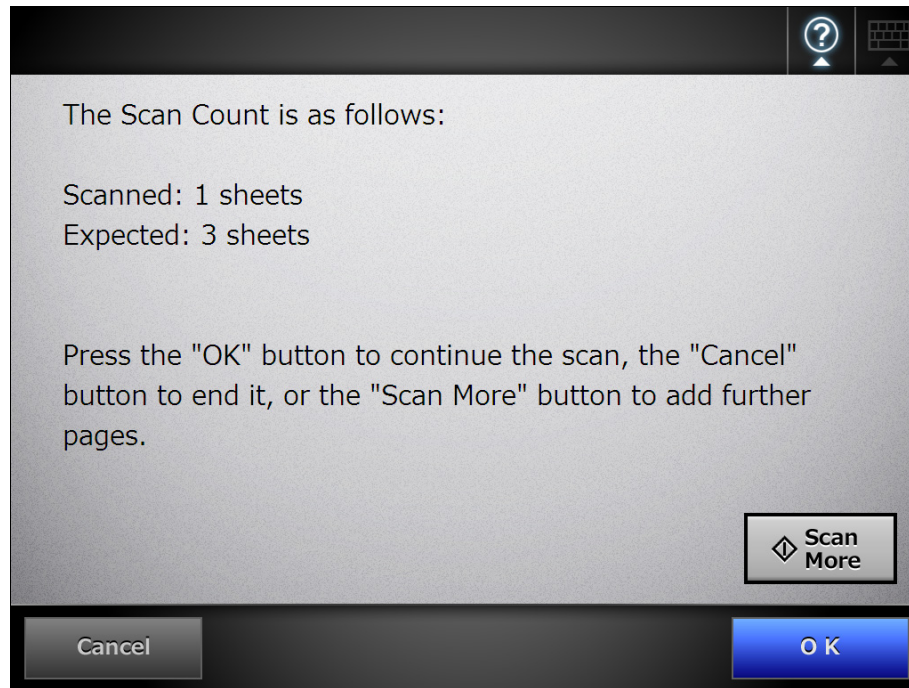 ?
The Scan Count is as follows:
Scanned: 1 sheets
Expected: 3 sheets
Press the "OK" button to continue the scan, the "Cancel"
button to end it, or the "Scan More" button to add further
pages.
Scan
More
Cancel
OK